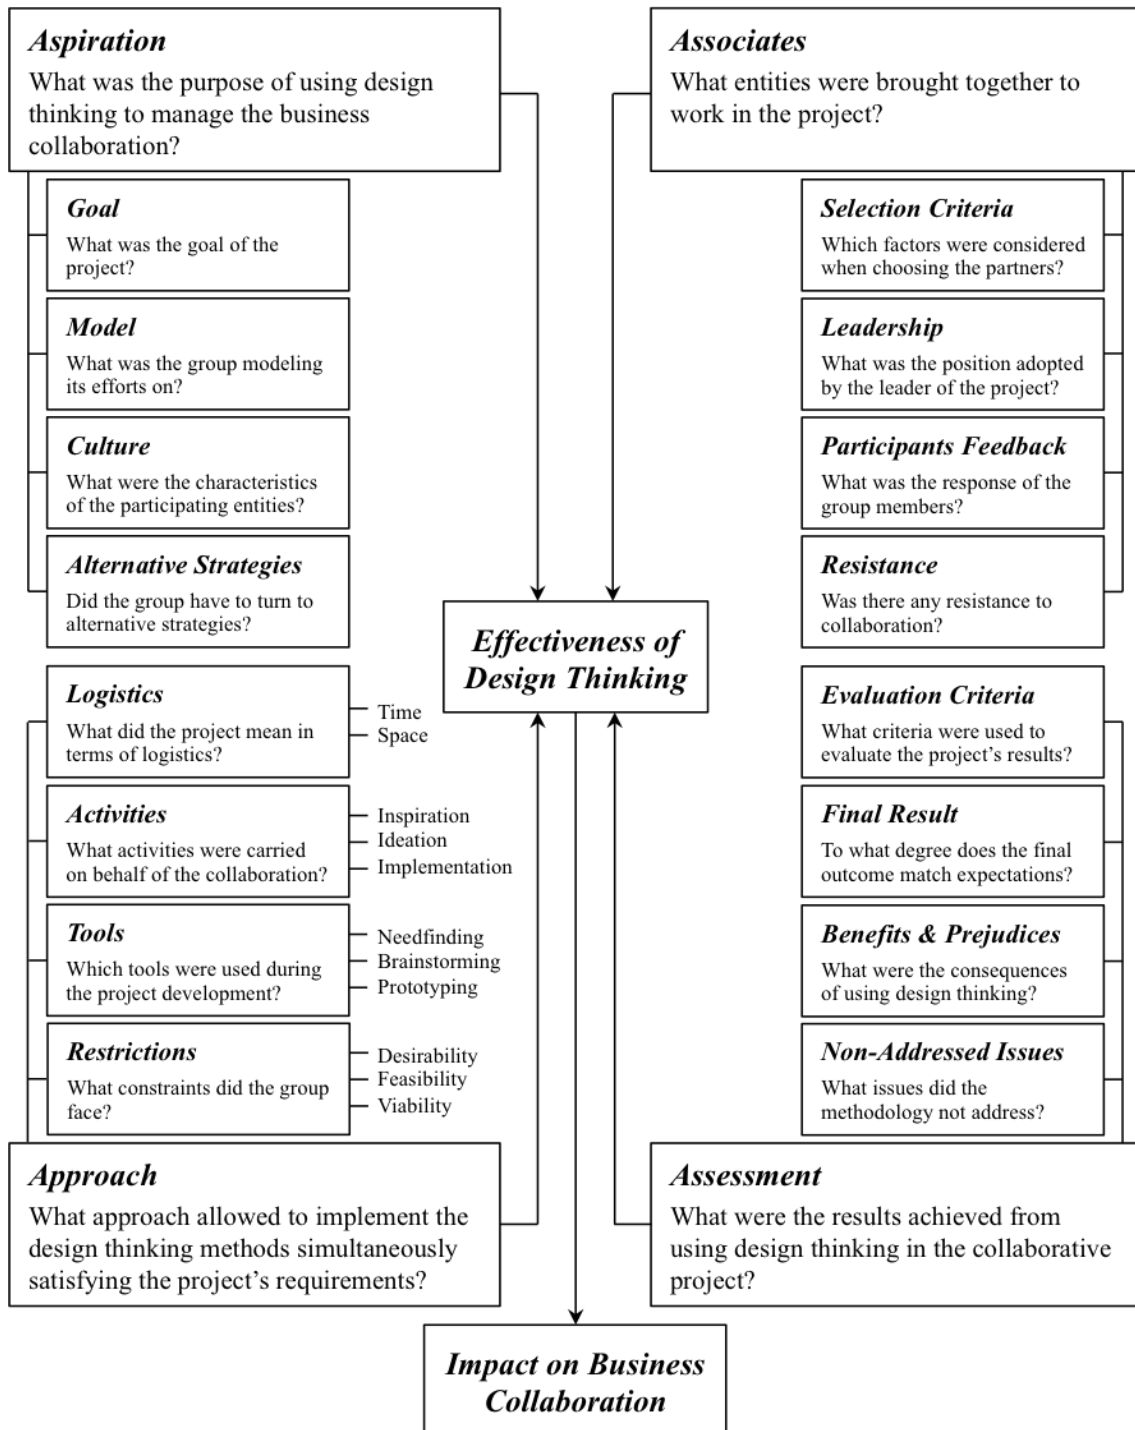 Aspiration
What was the purpose of using design
thinking to manage the business
collaboration?
Goal
What was the goal of the
project?
Model
What was the group modeling
its efforts on?
Culture
What were the characteristics
of the participating entities?
Alternative Strategies
Did the group have to turn to
alternative strategies?
Associates
What entities were brought together to
work in the project?
Selection Criteria
Which factors were considered
when choosing the partners?
Leadership
What was the position adopted
by the leader of the project?
Participants Feedback
What was the response of the
group members?
Resistance
Was there any resistance to
collaboration?
Effectiveness of
Design Thinking
Logistics
What did the project mean in
terms of logistics?
Time
Space
Activities
What activities were carried
on behalf of the collaboration?
Inspiration
Ideation
Implementation
Tools
Which tools were used during
the project development?
Needfinding
Brainstorming
Prototyping
Restrictions
What constraints did the group
face?
Desirability
Feasibility
Viability
Approach
What approach allowed to implement the
design thinking methods simultaneously
satisfying the project's requirements?
Evaluation Criteria
What criteria were used to
evaluate the project's results?
Final Result
To what degree does the final
outcome match expectations?
Benefits & Prejudices
What were the consequences
of using design thinking?
Non-Addressed Issues
What issues did the
methodology not address?
Assessment
What were the results achieved from
using design thinking in the collaborative
project?
Impact on Business
Collaboration